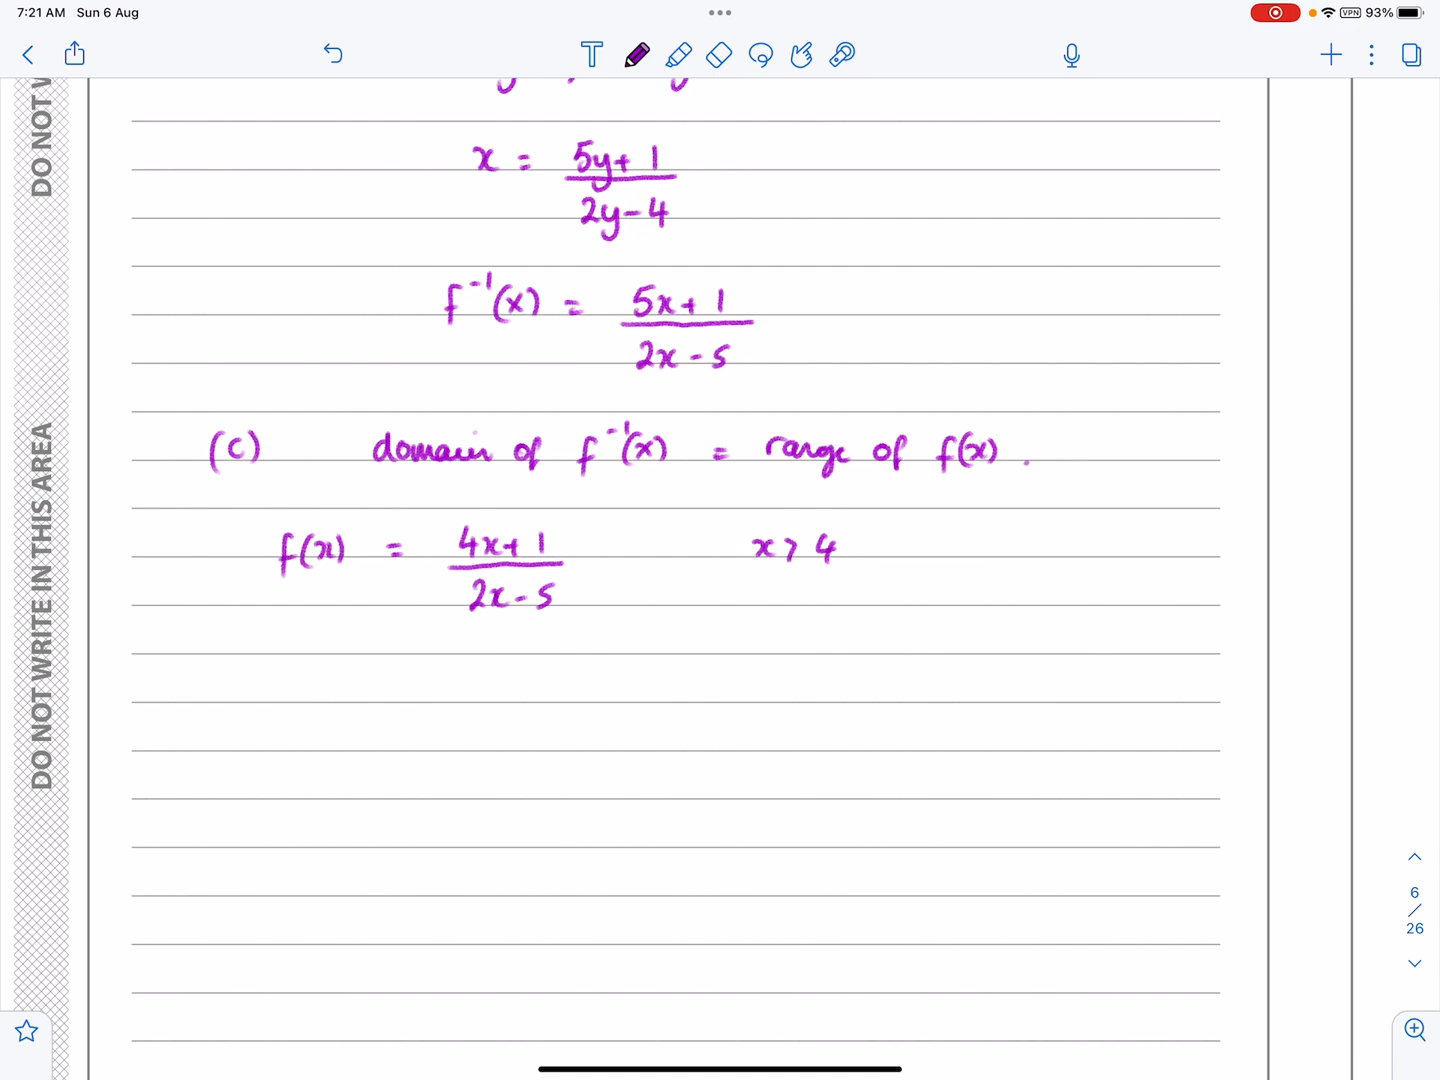 7:21 AM Sun 6 Aug
VPN 93%
T
DO NOT W
x = 5y+1
2y-4
f⁻¹(x) = 5x+1
2x-5
DO NOT WRITE IN THIS AREA
(c) domain of f⁻¹(x) = range of f(x).
f(x) = 4x+1 x>4
2x-5
6
/
26